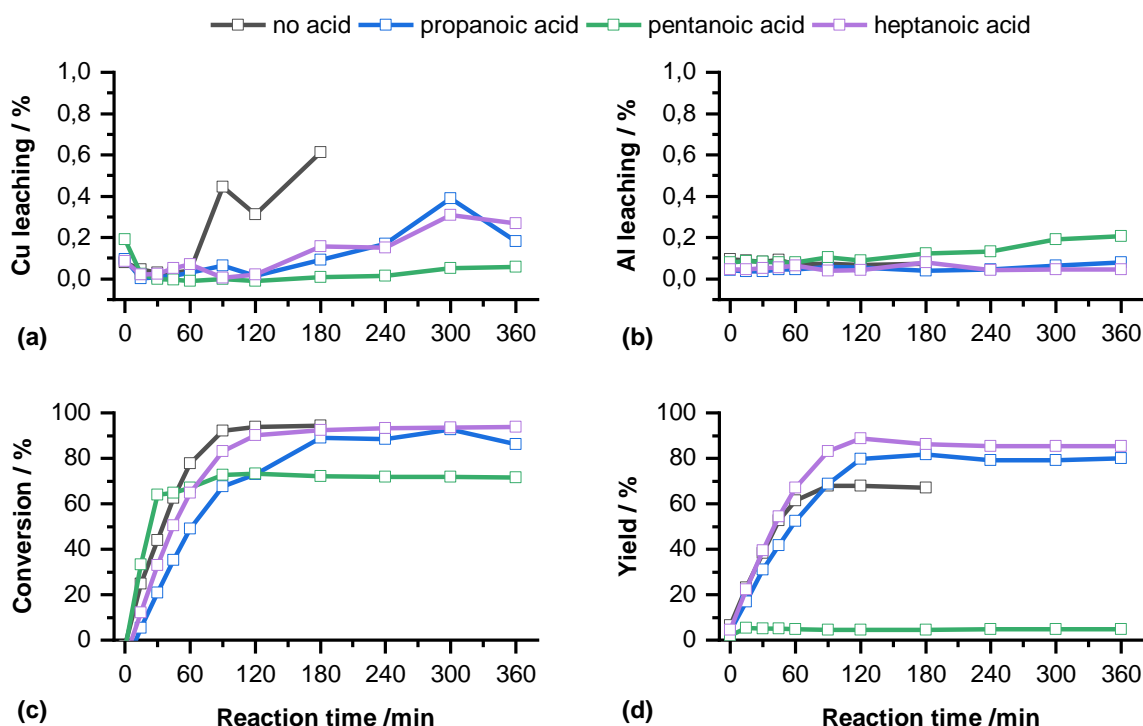 no acid propanoic acid pentanoic acid heptanoic acid
1,0
0,8
0,6
0,4
0,2
0,0
Cu leaching / %
0 60 120 180 240 300 360
(a)
1,0
0,8
0,6
0,4
0,2
0,0
Al leaching / %
0 60 120 180 240 300 360
(b)
100
80
60
40
20
0
Conversion / %
0 60 120 180 240 300 360
(c)
Reaction time /min
100
80
60
40
20
0
Yield / %
0 60 120 180 240 300 360
(d)
Reaction time /min